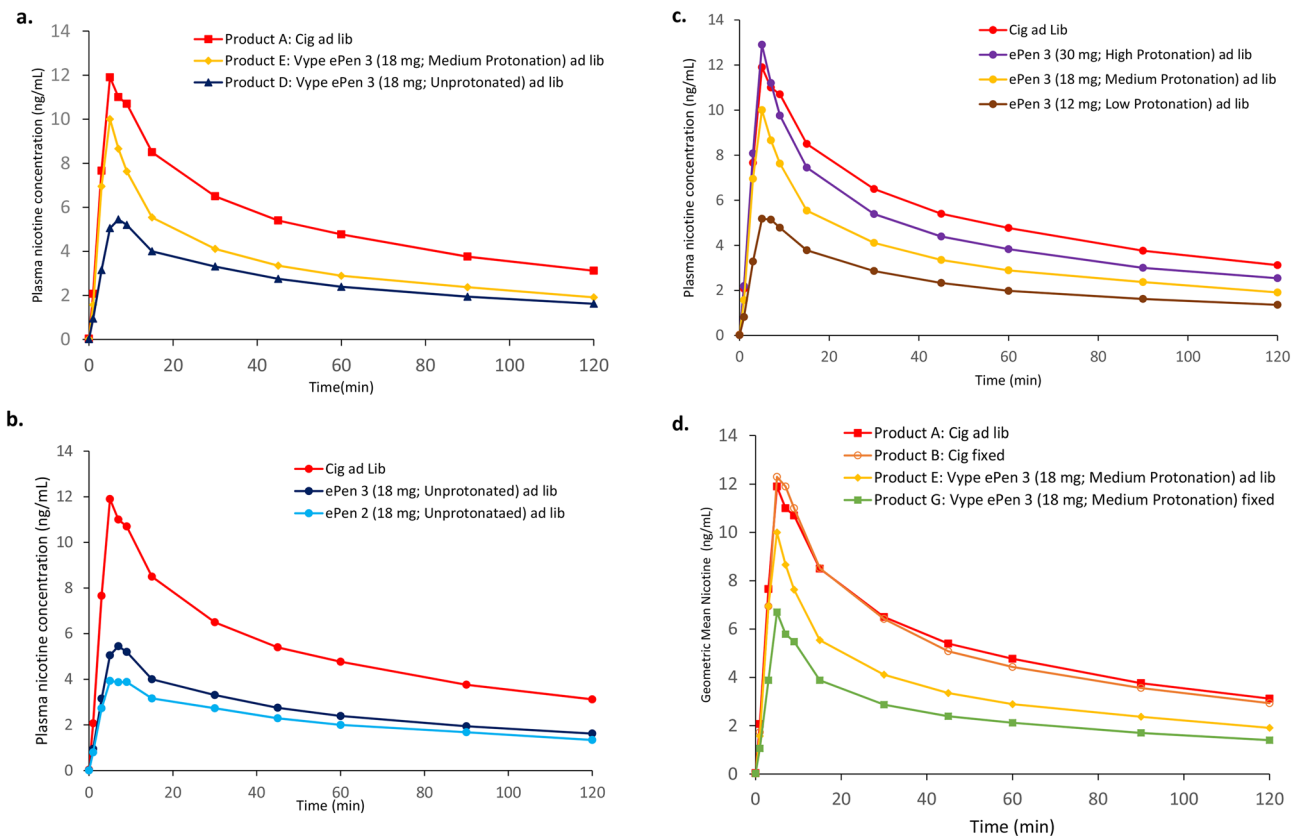 a.
Product A: Cig ad lib
Product E: Vype ePen 3 (18 mg; Medium Protonation) ad lib
Product D: Vype ePen 3 (18 mg; Unprotonated) ad lib
Plasma nicotine concentration (ng/mL)
14
12
10
8
6
4
2
0
0 20 40 60 80 100 120
Time(min)
b.
Cig ad Lib
ePen 3 (18 mg; Unprotonated) ad lib
ePen 2 (18 mg; Unprotonataed) ad lib
Plasma nicotine concentration (ng/mL)
14
12
10
8
6
4
2
0
0 20 40 60 80 100 120
Time (min)
c.
Cig ad Lib
ePen 3 (30 mg; High Protonation) ad lib
ePen 3 (18 mg; Medium Protonation) ad lib
ePen 3 (12 mg; Low Protonation) ad lib
Plasma nicotine concentration (ng/mL)
14
12
10
8
6
4
2
0
0 20 40 60 80 100 120
Time (min)
d.
Product A: Cig ad lib
Product B: Cig fixed
Product E: Vype ePen 3 (18 mg; Medium Protonation) ad lib
Product G: Vype ePen 3 (18 mg; Medium Protonation) fixed
Geometric Mean Nicotine (ng/mL)
14
12
10
8
6
4
2
0
0 20 40 60 80 100 120
Time (min)